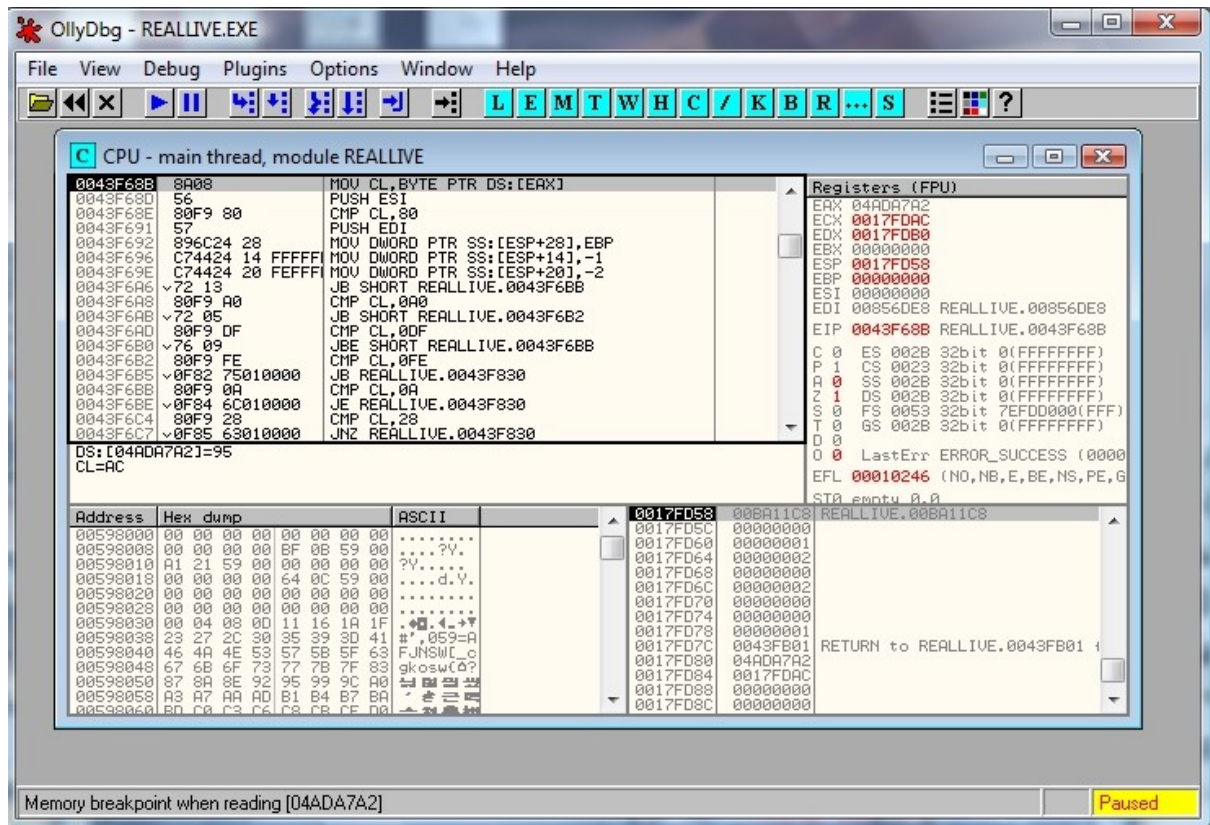 OllyDbg - REALLIVE.EXE
File View Debug Plugins Options Window Help
L E M T W H C / K B R ... S ?
C CPU - main thread, module REALLIVE
0043F68B 8A08 MOV CL,BYTE PTR DS:[EAX]
0043F68D 56 PUSH ESI
0043F68E 80F9 80 CMP CL,80
0043F691 57 PUSH EDI
0043F692 896C24 28 MOV DWORD PTR SS:[ESP+28],EBP
0043F696 C74424 14 FFFFF MOV DWORD PTR SS:[ESP+14],-1
0043F69E C74424 20 FEFFF MOV DWORD PTR SS:[ESP+20],-2
0043F6A6 72 13 JB SHORT REALLIVE.0043F6BB
0043F6A8 80F9 A0 CMP CL,0A0
0043F6AB 72 05 JB SHORT REALLIVE.0043F6B2
0043F6AD 80F9 DF CMP CL,0DF
0043F6B0 76 09 JBE SHORT REALLIVE.0043F6BB
0043F6B2 80F9 FE CMP CL,0FE
0043F6B5 0F82 75010000 JB REALLIVE.0043F830
0043F6BB 80F9 0A CMP CL,0A
0043F6BE 0F84 6C010000 JE REALLIVE.0043F830
0043F6C4 80F9 28 CMP CL,28
0043F6C7 0F85 63010000 JNZ REALLIVE.0043F830
DS:[04ADA7A2]=95
CL=AC
Registers (FPU)
EAX 04ADA7A2
ECX 0017FDAC
EDX 0017FDB0
EBX 00000000
ESP 0017FD58
EBP 00000000
ESI 00000000
EDI 00856DE8 REALLIVE.00856DE8
EIP 0043F68B REALLIVE.0043F68B
C 0 ES 002B 32bit 0(FFFFFFFF)
P 1 CS 0023 32bit 0(FFFFFFFF)
A 0 SS 002B 32bit 0(FFFFFFFF)
Z 1 DS 002B 32bit 0(FFFFFFFF)
S 0 FS 0053 32bit 7EFDD000(FFF)
T 0 GS 002B 32bit 0(FFFFFFFF)
D 0
O 0 LastErr ERROR_SUCCESS (0000
EFL 00010246 (NO,NB,E,BE,NS,PE,G
ST0 empty 0.0
Address Hex dump ASCII
00598000 00 00 00 00 00 00 00 00 ........
00598008 00 00 00 00 BF 0B 59 00 ....?Y.
00598010 A1 21 59 00 00 00 00 00 ?Y.....
00598018 00 00 00 00 64 0C 59 00 ....d.Y.
00598020 00 00 00 00 00 00 00 00 ........
00598028 00 00 00 00 00 00 00 00 ........
00598030 00 04 08 0D 11 16 1A 1F
00598038 23 27 2C 30 35 39 3D 41 #',059=A
00598040 46 4A 4E 53 57 5B 5F 63 FJNSW[_c
00598048 67 6B 6F 73 77 7B 7F 83 gkosw{?
00598050 87 8A 8E 92 95 99 9C A0
00598058 A3 A7 AA AD B1 B4 B7 BA
00598060 BD C0 C3 C6 C8 CB CE D0
0017FD58 00BA11C8 REALLIVE.00BA11C8
0017FD5C 00000000
0017FD60 00000001
0017FD64 00000002
0017FD68 00000000
0017FD6C 00000002
0017FD70 00000000
0017FD74 00000000
0017FD78 00000001
0017FD7C 0043FB01 RETURN to REALLIVE.0043FB01
0017FD80 04ADA7A2
0017FD84 0017FDAC
0017FD88 00000000
0017FD8C 00000000
Memory breakpoint when reading [04ADA7A2]
Paused